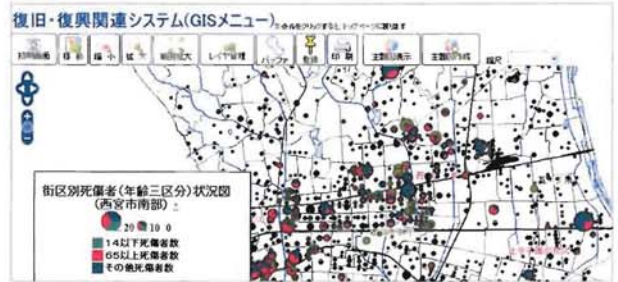 復旧・復興関連システム(GISメニュー)
初期画面 移 動 縮 小 拡 大 範囲拡大 レイヤ管理 バッファ 登録 印 刷 主題図表示 主題図作成 縮尺
街区別死傷者(年齢三区分)状況図
(西宮市南部)
20 10 0
14以下死傷者数
65以上死傷者数
その他死傷者数